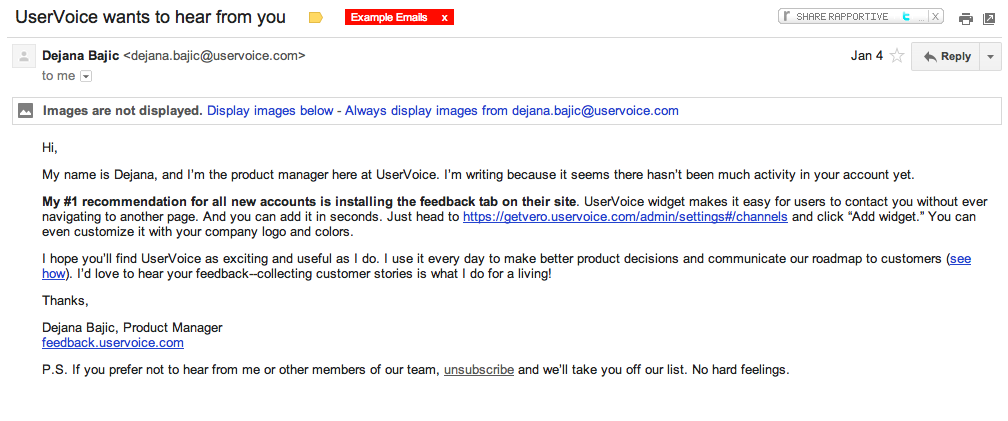 UserVoice wants to hear from you Example Emails x r SHARE RAPPORTIVE t ... X
Dejana Bajic <dejana.bajic@uservoice.com> Jan 4 Reply
to me
Images are not displayed. Display images below - Always display images from dejana.bajic@uservoice.com
Hi,
My name is Dejana, and I'm the product manager here at UserVoice. I'm writing because it seems there hasn't been much activity in your account yet.
My #1 recommendation for all new accounts is installing the feedback tab on their site. UserVoice widget makes it easy for users to contact you without ever
navigating to another page. And you can add it in seconds. Just head to https://getvero.uservoice.com/admin/settings#/channels and click “Add widget.” You can
even customize it with your company logo and colors.
I hope you'll find UserVoice as exciting and useful as I do. I use it every day to make better product decisions and communicate our roadmap to customers (see
how). I'd love to hear your feedback--collecting customer stories is what I do for a living!
Thanks,
Dejana Bajic, Product Manager
feedback.uservoice.com
P.S. If you prefer not to hear from me or other members of our team, unsubscribe and we'll take you off our list. No hard feelings.